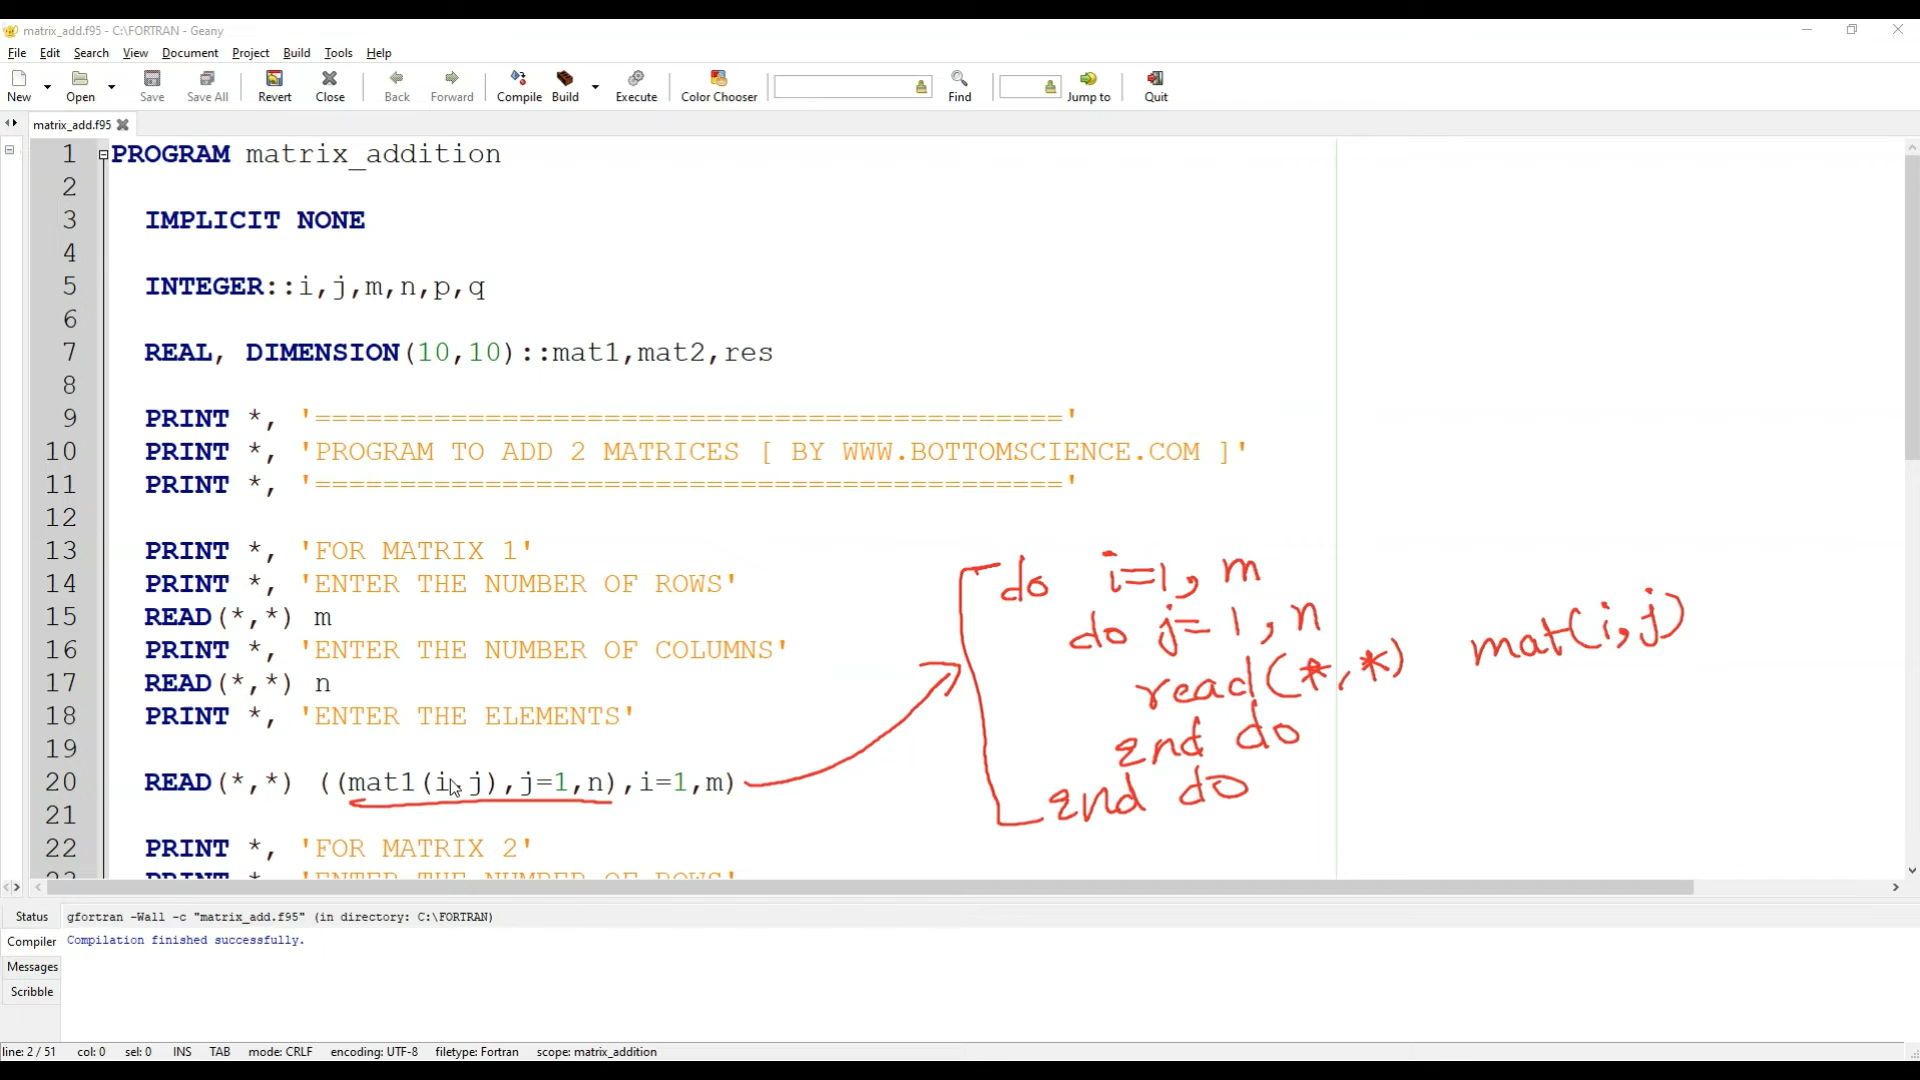 matrix_add.f95 - C:\FORTRAN - Geany
File Edit Search View Document Project Build Tools Help
New Open Save Save All Revert Close Back Forward Compile Build Execute Color Chooser Find Jump to Quit
matrix_add.f95
1 PROGRAM matrix_addition
2
3 IMPLICIT NONE
4
5 INTEGER::i,j,m,n,p,q
6
7 REAL, DIMENSION(10,10)::mat1,mat2,res
8
9 PRINT *, '============================================'
10 PRINT *, 'PROGRAM TO ADD 2 MATRICES [ BY WWW.BOTTOMSCIENCE.COM ]'
11 PRINT *, '============================================'
12
13 PRINT *, 'FOR MATRIX 1'
14 PRINT *, 'ENTER THE NUMBER OF ROWS'
15 READ(*,*) m
16 PRINT *, 'ENTER THE NUMBER OF COLUMNS'
17 READ(*,*) n
18 PRINT *, 'ENTER THE ELEMENTS'
19
20 READ(*,*) ((mat1(i,j),j=1,n),i=1,m)
21
22 PRINT *, 'FOR MATRIX 2'
23 PRINT *, 'ENTER THE NUMBER OF ROWS'
do i=1, m
do j=1, n
read(*,*) mat(i,j)
end do
end do
Status
Compiler
Messages
Scribble
gfortran -Wall -c "matrix_add.f95" (in directory: C:\FORTRAN)
Compilation finished successfully.
line: 2 / 51 col: 0 sel: 0 INS TAB mode: CRLF encoding: UTF-8 filetype: Fortran scope: matrix_addition